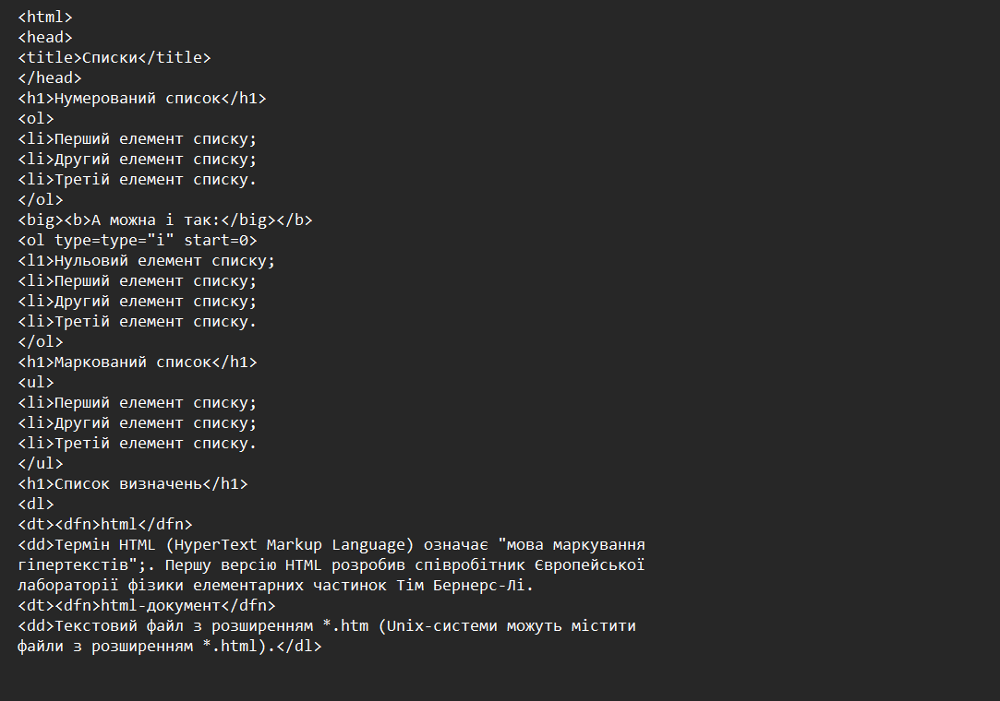 <html>
<head>
<title>Списки</title>
</head>
<h1>Нумерований список</h1>
<ol>
<li>Перший елемент списку;
<li>Другий елемент списку;
<li>Третій елемент списку.
</ol>
<big><b>А можна і так:</big></b>
<ol type=type="i" start=0>
<l1>Нульовий елемент списку;
<li>Перший елемент списку;
<li>Другий елемент списку;
<li>Третій елемент списку.
</ol>
<h1>Маркований список</h1>
<ul>
<li>Перший елемент списку;
<li>Другий елемент списку;
<li>Третій елемент списку.
</ul>
<h1>Список визначень</h1>
<dl>
<dt><dfn>html</dfn>
<dd>Термін HTML (HyperText Markup Language) означає "мова маркування
гіпертекстів";. Першу версію HTML розробив співробітник Європейської
лабораторії фізики елементарних частинок Тім Бернерс-Лі.
<dt><dfn>html-документ</dfn>
<dd>Текстовий файл з розширенням *.htm (Unix-системи можуть містити
файли з розширенням *.html).</dl>